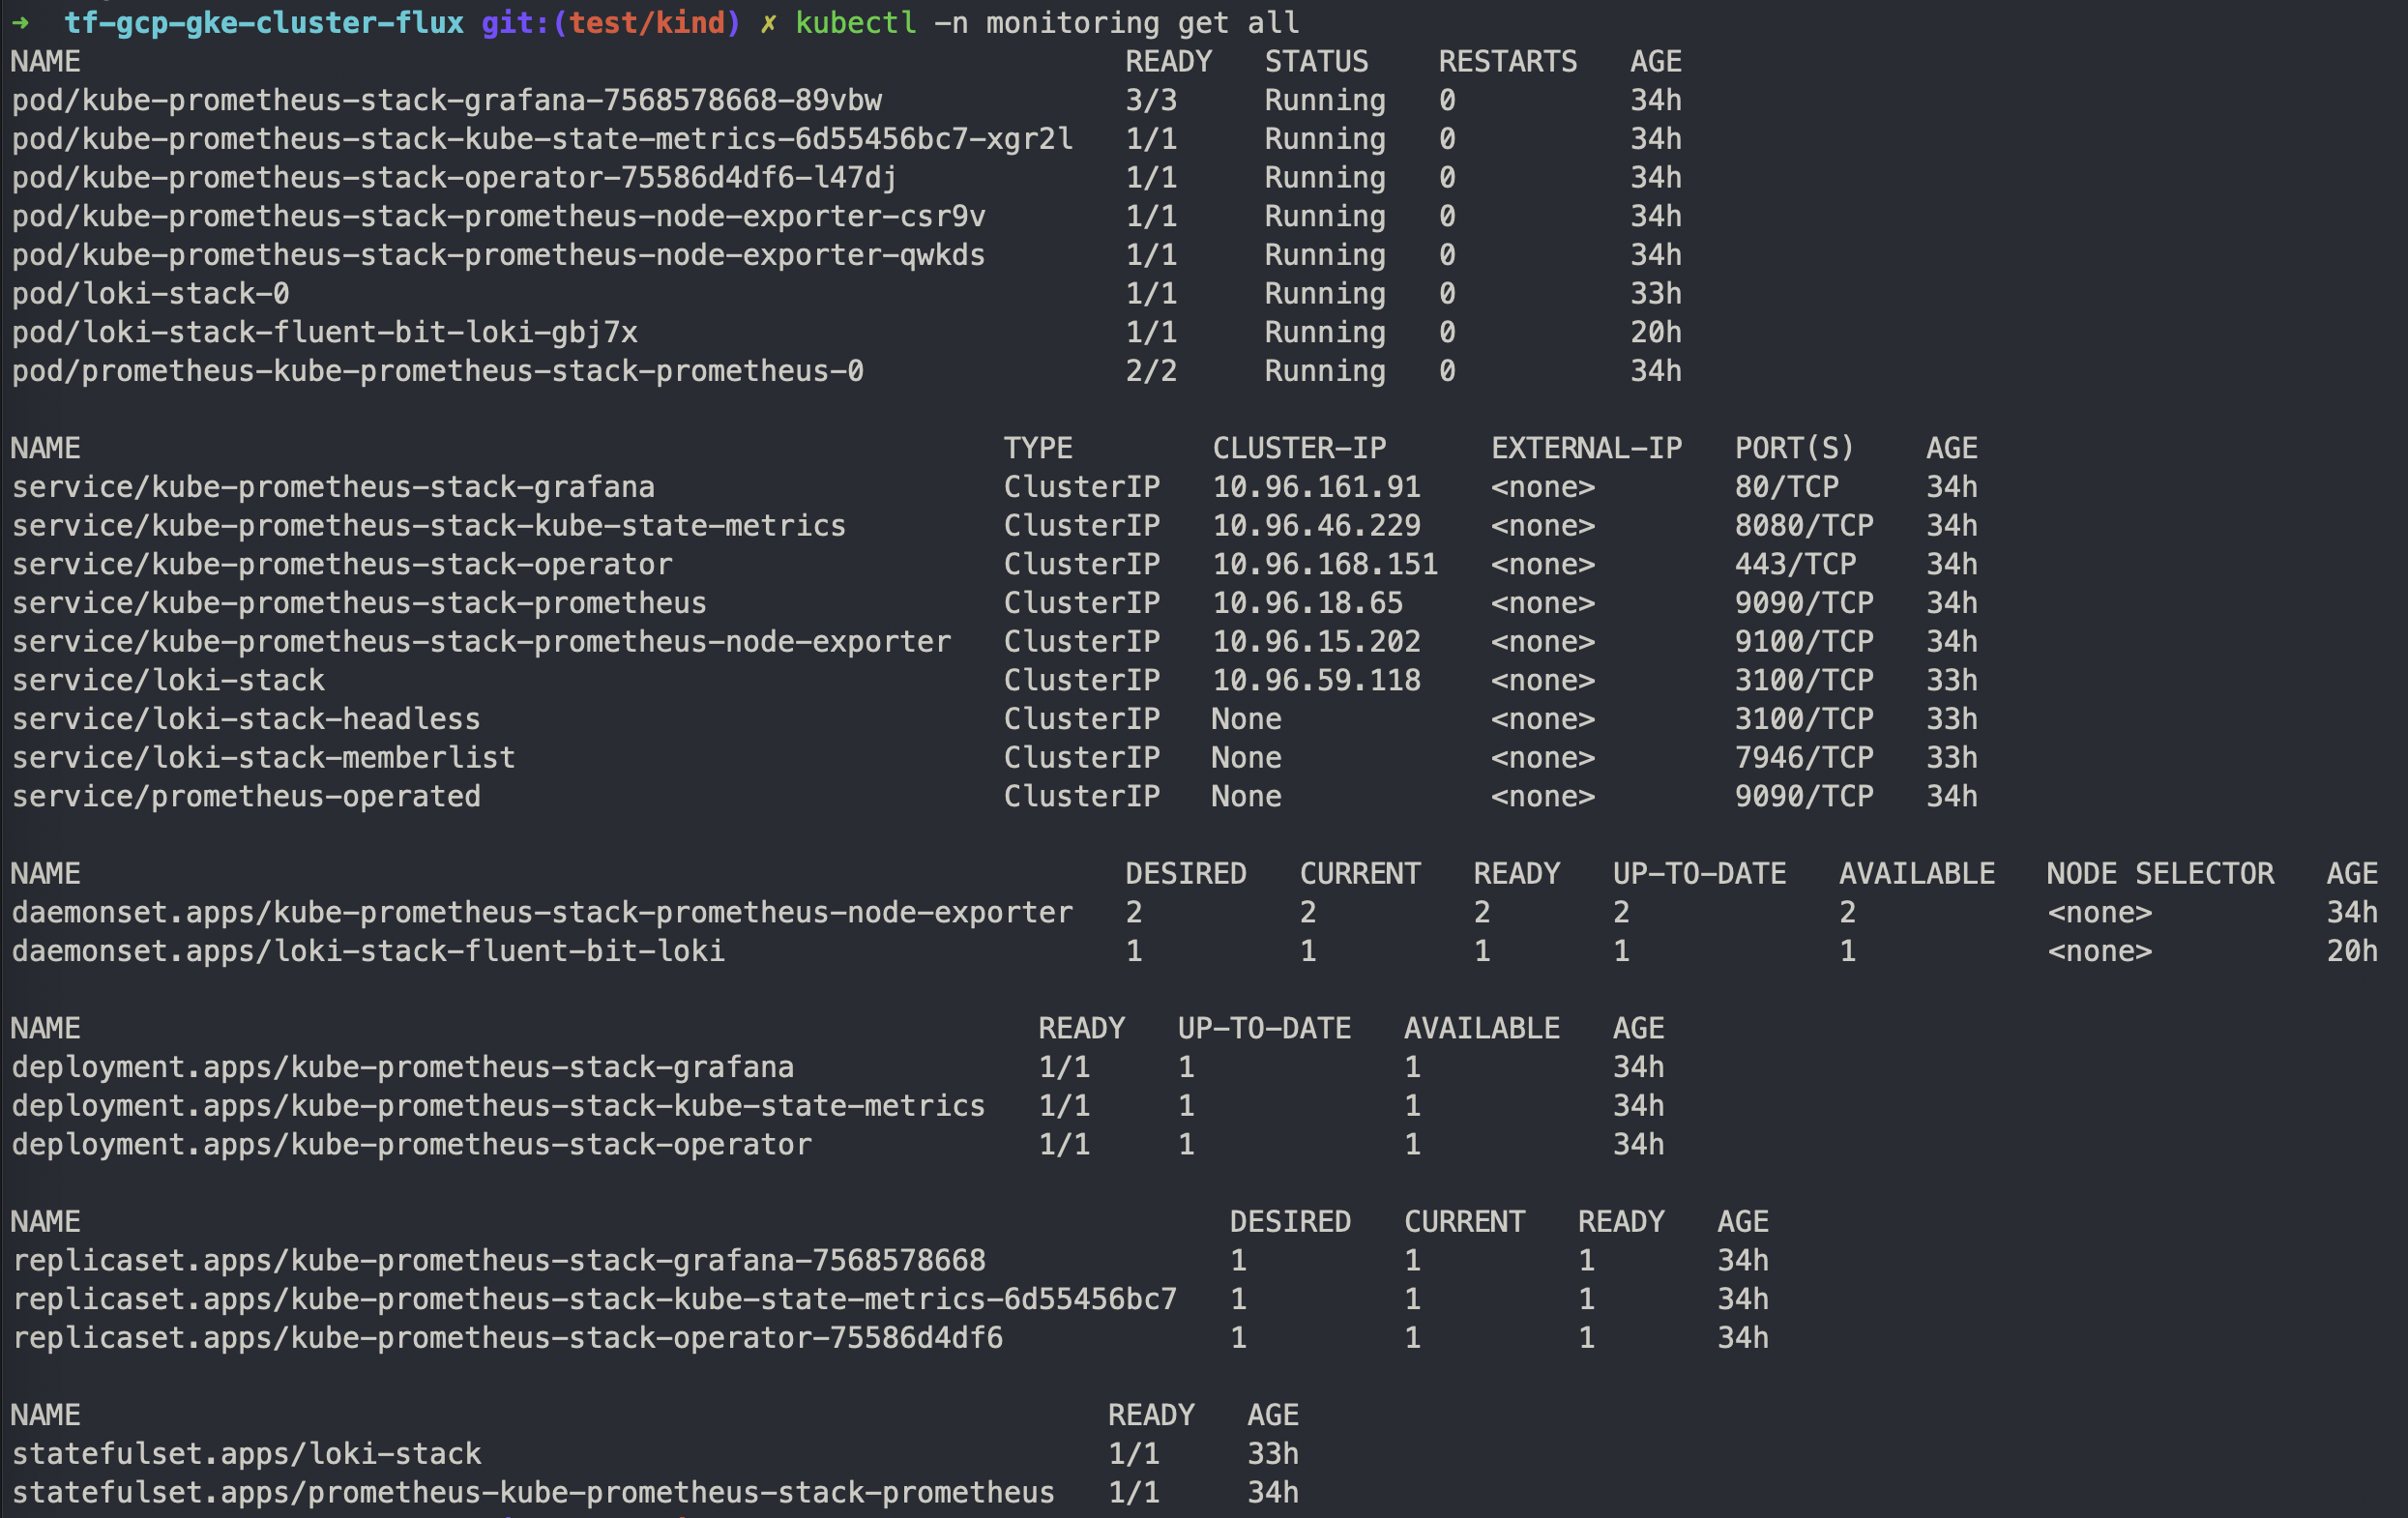 ➜  tf-gcp-gke-cluster-flux git:(test/kind) ✗ kubectl -n monitoring get all
NAME READY STATUS RESTARTS AGE
pod/kube-prometheus-stack-grafana-7568578668-89vbw 3/3 Running 0 34h
pod/kube-prometheus-stack-kube-state-metrics-6d55456bc7-xgr2l 1/1 Running 0 34h
pod/kube-prometheus-stack-operator-75586d4df6-l47dj 1/1 Running 0 34h
pod/kube-prometheus-stack-prometheus-node-exporter-csr9v 1/1 Running 0 34h
pod/kube-prometheus-stack-prometheus-node-exporter-qwkds 1/1 Running 0 34h
pod/loki-stack-0 1/1 Running 0 33h
pod/loki-stack-fluent-bit-loki-gbj7x 1/1 Running 0 20h
pod/prometheus-kube-prometheus-stack-prometheus-0 2/2 Running 0 34h
NAME TYPE CLUSTER-IP EXTERNAL-IP PORT(S) AGE
service/kube-prometheus-stack-grafana ClusterIP 10.96.161.91 <none> 80/TCP 34h
service/kube-prometheus-stack-kube-state-metrics ClusterIP 10.96.46.229 <none> 8080/TCP 34h
service/kube-prometheus-stack-operator ClusterIP 10.96.168.151 <none> 443/TCP 34h
service/kube-prometheus-stack-prometheus ClusterIP 10.96.18.65 <none> 9090/TCP 34h
service/kube-prometheus-stack-prometheus-node-exporter ClusterIP 10.96.15.202 <none> 9100/TCP 34h
service/loki-stack ClusterIP 10.96.59.118 <none> 3100/TCP 33h
service/loki-stack-headless ClusterIP None <none> 3100/TCP 33h
service/loki-stack-memberlist ClusterIP None <none> 7946/TCP 33h
service/prometheus-operated ClusterIP None <none> 9090/TCP 34h
NAME DESIRED CURRENT READY UP-TO-DATE AVAILABLE NODE SELECTOR AGE
daemonset.apps/kube-prometheus-stack-prometheus-node-exporter 2 2 2 2 2 <none> 34h
daemonset.apps/loki-stack-fluent-bit-loki 1 1 1 1 1 <none> 20h
NAME READY UP-TO-DATE AVAILABLE AGE
deployment.apps/kube-prometheus-stack-grafana 1/1 1 1 34h
deployment.apps/kube-prometheus-stack-kube-state-metrics 1/1 1 1 34h
deployment.apps/kube-prometheus-stack-operator 1/1 1 1 34h
NAME DESIRED CURRENT READY AGE
replicaset.apps/kube-prometheus-stack-grafana-7568578668 1 1 1 34h
replicaset.apps/kube-prometheus-stack-kube-state-metrics-6d55456bc7 1 1 1 34h
replicaset.apps/kube-prometheus-stack-operator-75586d4df6 1 1 1 34h
NAME READY AGE
statefulset.apps/loki-stack 1/1 33h
statefulset.apps/prometheus-kube-prometheus-stack-prometheus 1/1 34h